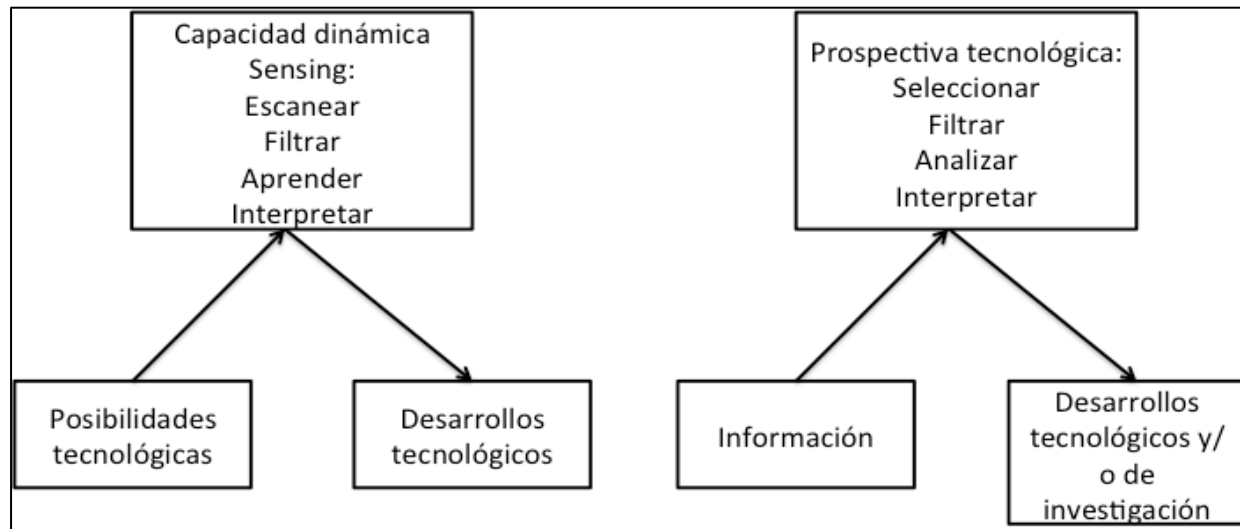 Capacidad dinámica
Sensing:
Escanear
Filtrar
Aprender
Interpretar
Prospectiva tecnológica:
Seleccionar
Filtrar
Analizar
Interpretar
Posibilidades
tecnológicas
Desarrollos
tecnológicos
Información
Desarrollos
tecnológicos y/
o de
investigación